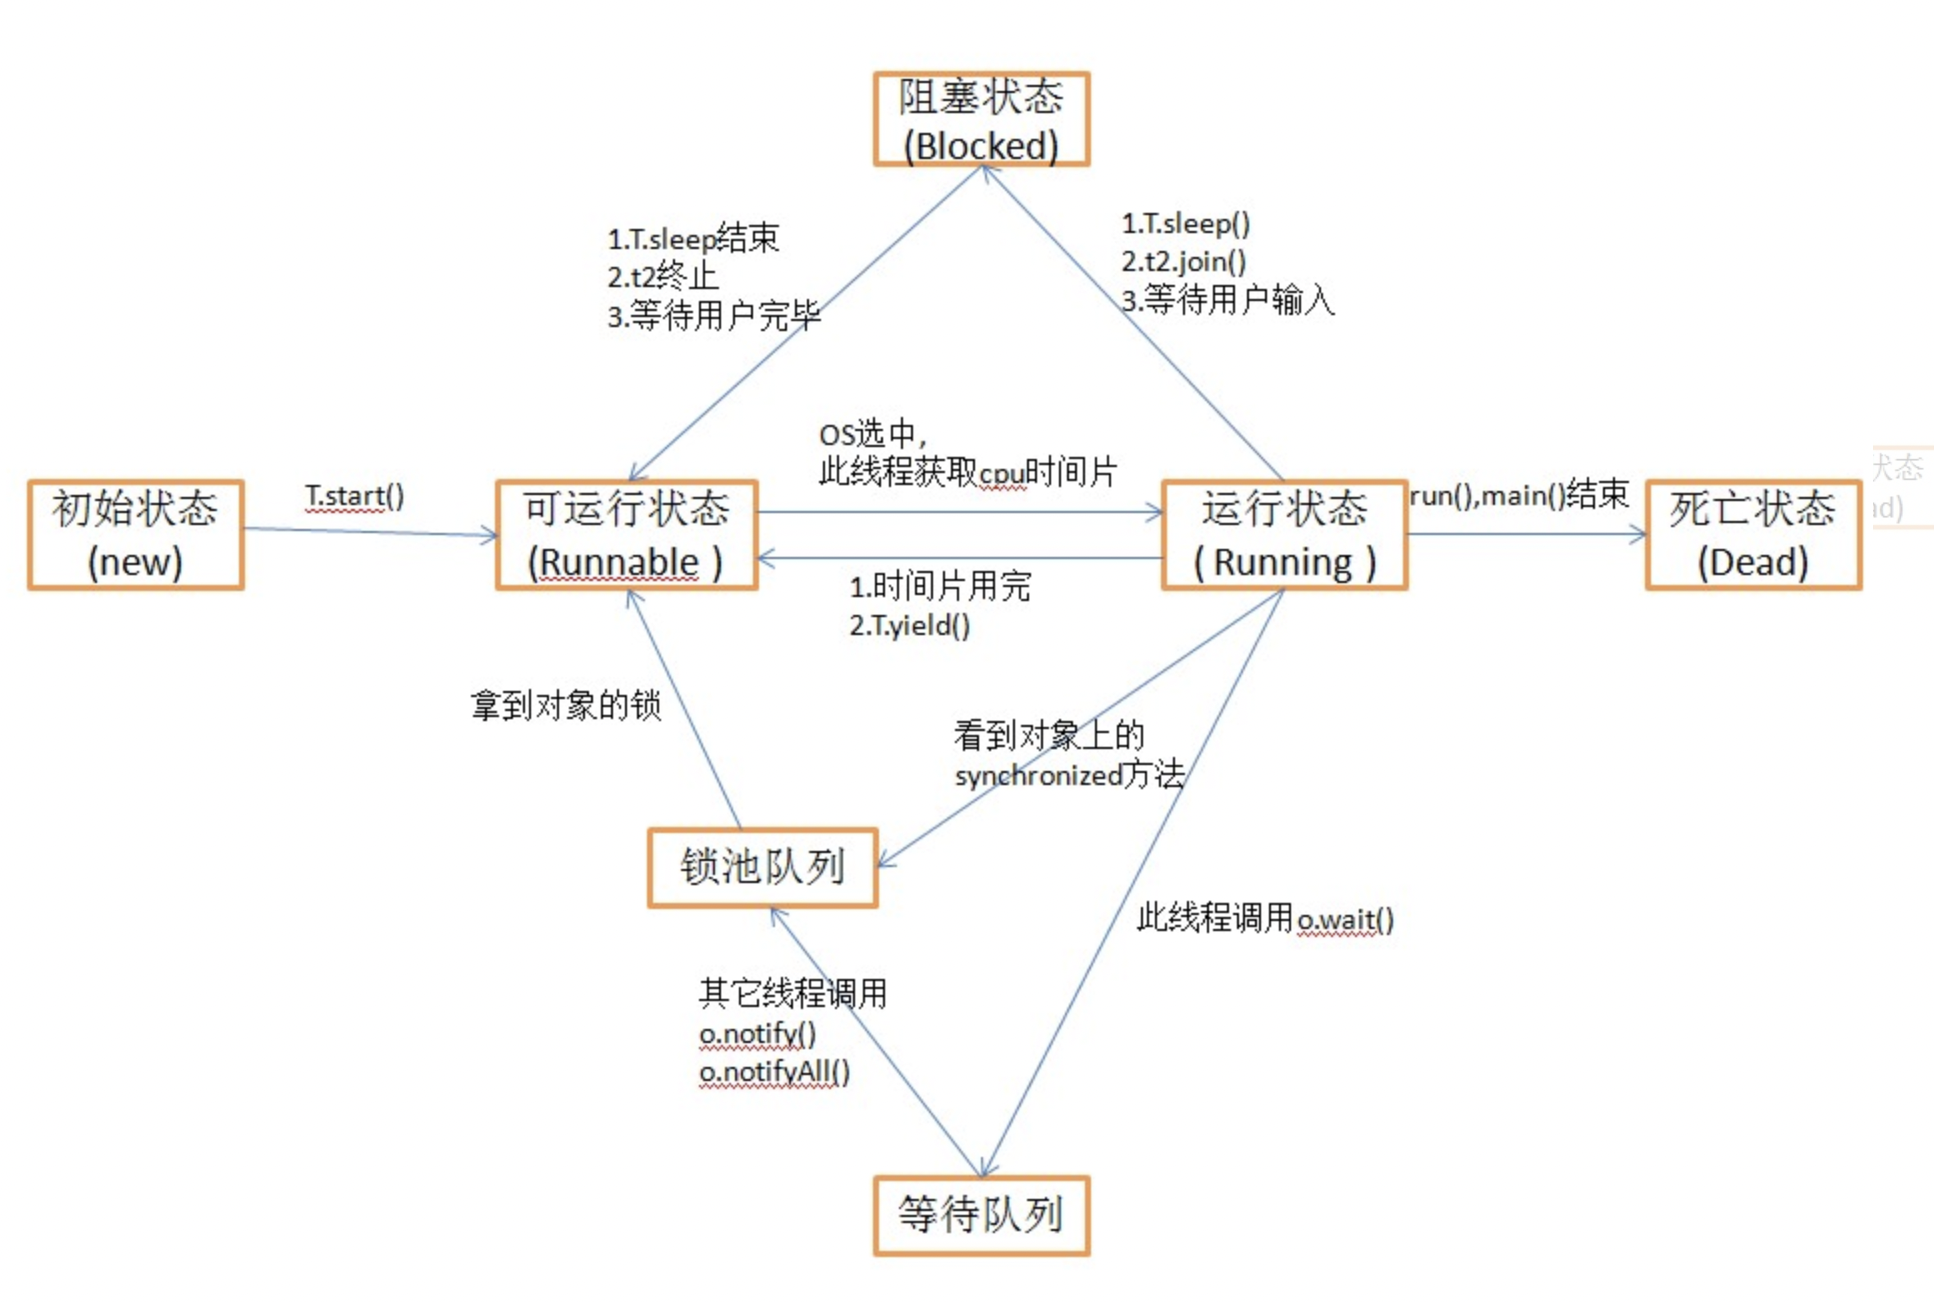 阻塞状态
(Blocked)
1.T.sleep结束
2.t2终止
3.等待用户完毕
1.T.sleep()
2.t2.join()
3.等待用户输入
OS选中,
此线程获取cpu时间片
初始状态
(new)
T.start()
可运行状态
(Runnable )
运行状态
( Running )
run(),main()结束
死亡状态
(Dead)
状态
ad)
1.时间片用完
2.T.yield()
拿到对象的锁
看到对象上的
synchronized方法
锁池队列
此线程调用o.wait()
其它线程调用
o.notify()
o.notifyAll()
等待队列